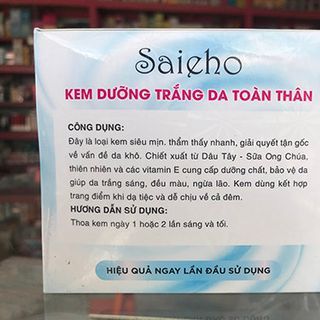 Saieho
KEM DƯỠNG TRẮNG DA TOÀN THÂN
CÔNG DỤNG:
Đây là loại kem siêu mịn. thẩm thấy nhanh, giải quyết tận gốc
về vấn đề da khô. Chiết xuất từ Dâu Tây - Sữa Ong Chúa,
thiên nhiên và các vitamin E cung cấp dưỡng chất, bảo vệ da
giúp da trắng sáng, đều màu, ngừa lão. Kem dùng kết hợp
trang điểm khi dạ tiệc và dễ chịu về cả đêm.
HƯỚNG DẪN SỬ DỤNG:
Thoa kem ngày 1 hoặc 2 lần sáng và tối.
HIỆU QUẢ NGAY LẦN ĐẦU SỬ DỤNG